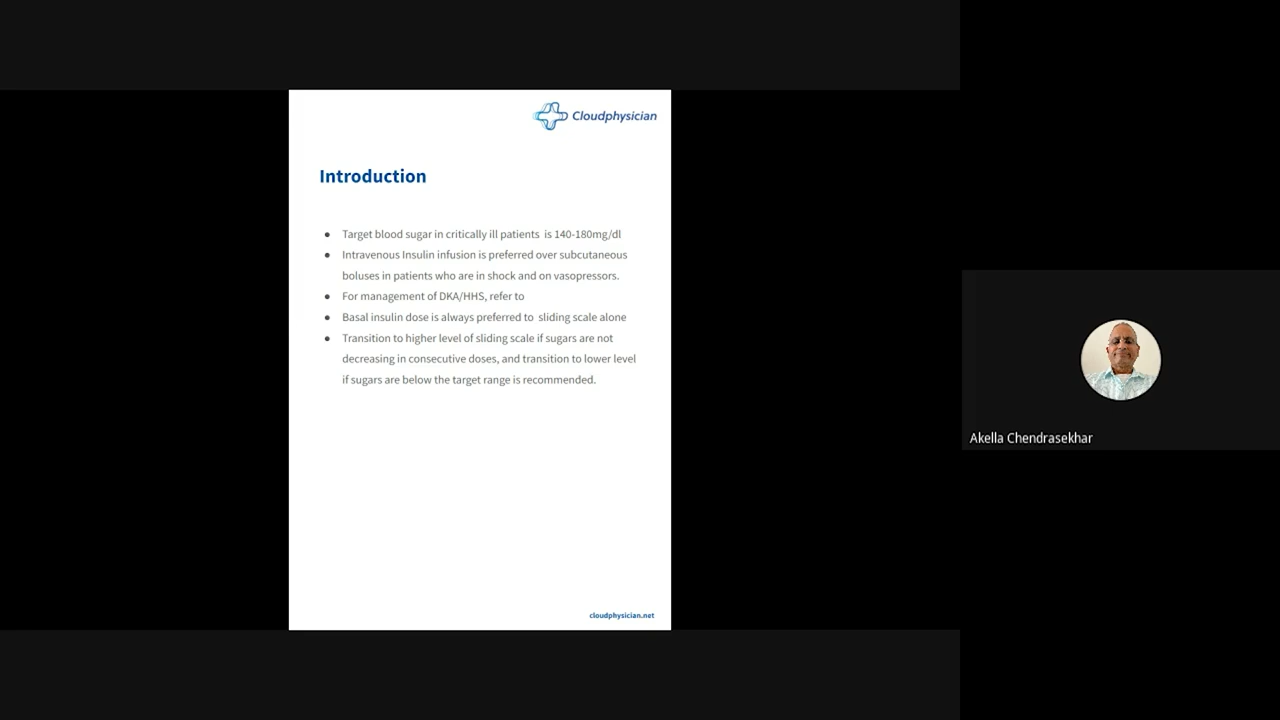 Cloudphysician
Introduction
● Target blood sugar in critically ill patients is 140-180mg/dl
● Intravenous Insulin infusion is preferred over subcutaneous
boluses in patients who are in shock and on vasopressors.
● For management of DKA/HHS, refer to
● Basal insulin dose is always preferred to sliding scale alone
● Transition to higher level of sliding scale if sugars are not
decreasing in consecutive doses, and transition to lower level
if sugars are below the target range is recommended.
cloudphysician.net
Akella Chendrasekhar